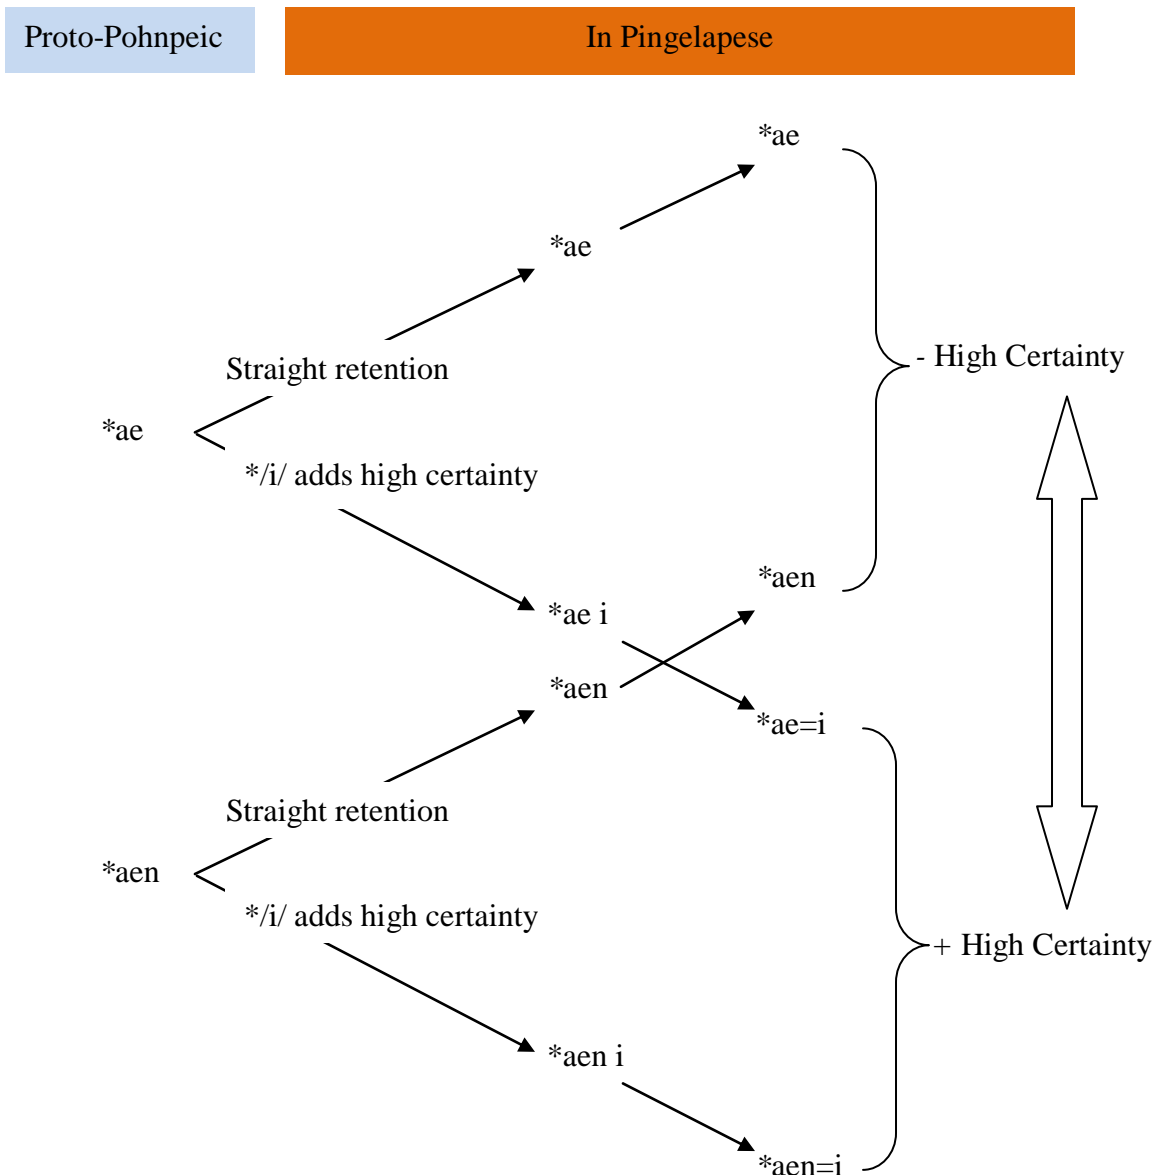 Proto-Pohnpeic
In Pingelapese
*ae
*ae
Straight retention
- High Certainty
*ae
*/i/ adds high certainty
*aen
*ae i
*aen
*ae=i
Straight retention
*aen
*/i/ adds high certainty
+ High Certainty
*aen i
*aen=i